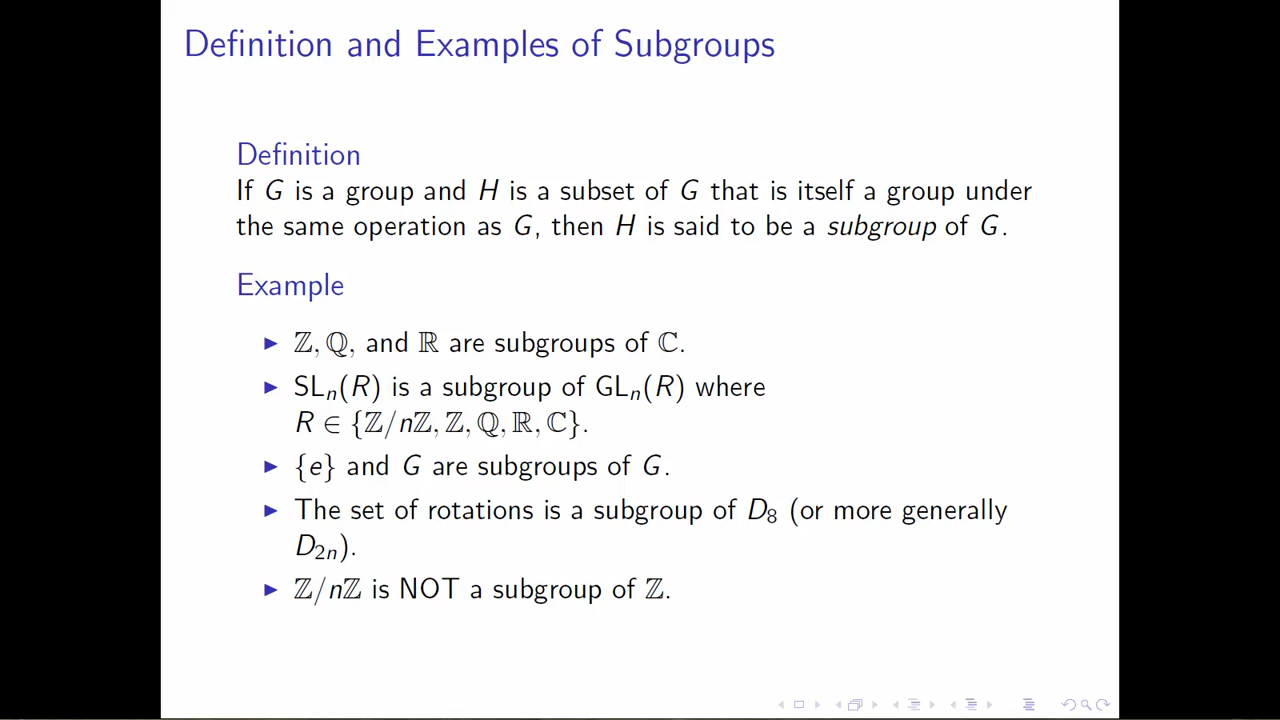 Definition and Examples of Subgroups
Definition
If G is a group and H is a subset of G that is itself a group under
the same operation as G, then H is said to be a subgroup of G.
Example
▶ ℤ, ℚ, and ℝ are subgroups of ℂ.
▶ SLₙ(R) is a subgroup of GLₙ(R) where
R ∈ {ℤ/nℤ, ℤ, ℚ, ℝ, ℂ}.
▶ {e} and G are subgroups of G.
▶ The set of rotations is a subgroup of D₈ (or more generally
D₂ₙ).
▶ ℤ/nℤ is NOT a subgroup of ℤ.